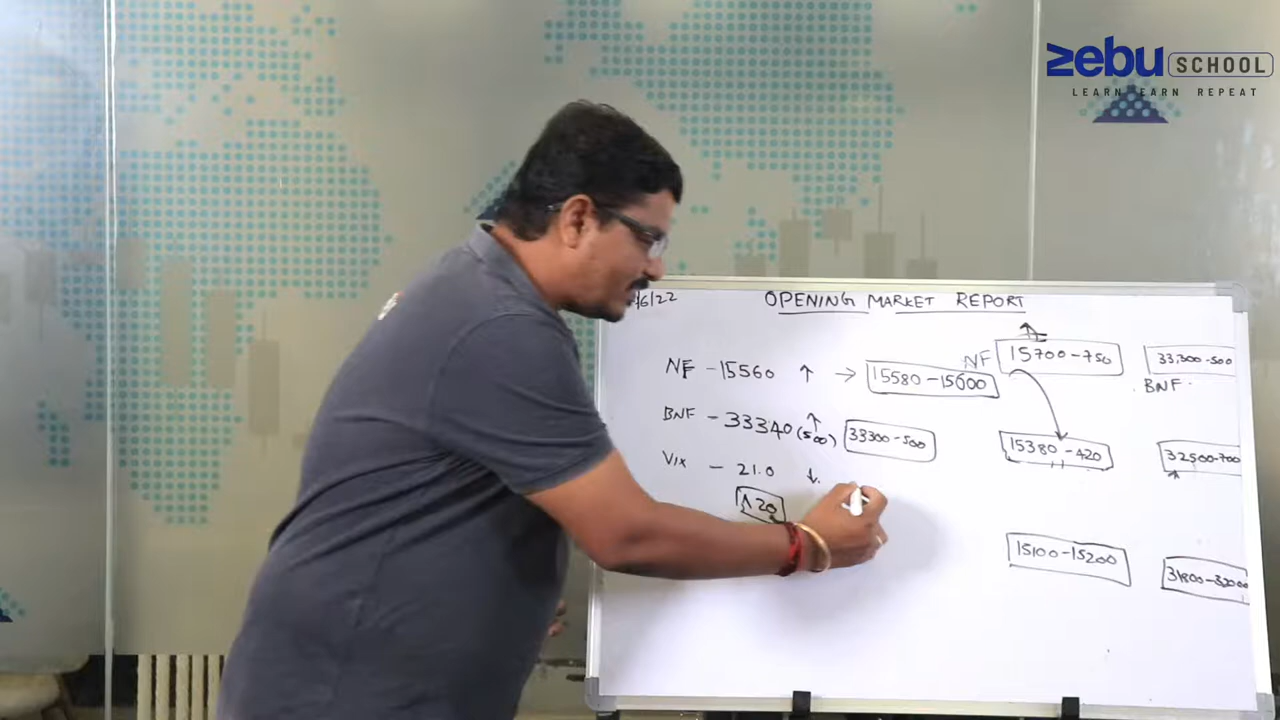 zebu SCHOOL
LEARN EARN REPEAT
/6/22 OPENING MARKET REPORT
NF - 15560 ↑ → 15580 - 15600
NF 15700 - 750 33,300 - 500
BNF
BNF - 33340 (500) ↑ 33300 - 500
15380 - 420 32500 - 700
VIX - 21.0 ↓
20
15100 - 15200 31800 - 32000